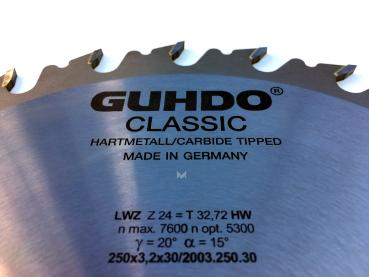 GUHDO®
CLASSIC
HARTMETALL/CARBIDE TIPPED
MADE IN GERMANY
LWZ Z 24 = T 32,72 HW
n max. 7600 n opt. 5300
γ = 20° α = 15°
250x3,2x30/2003.250.30